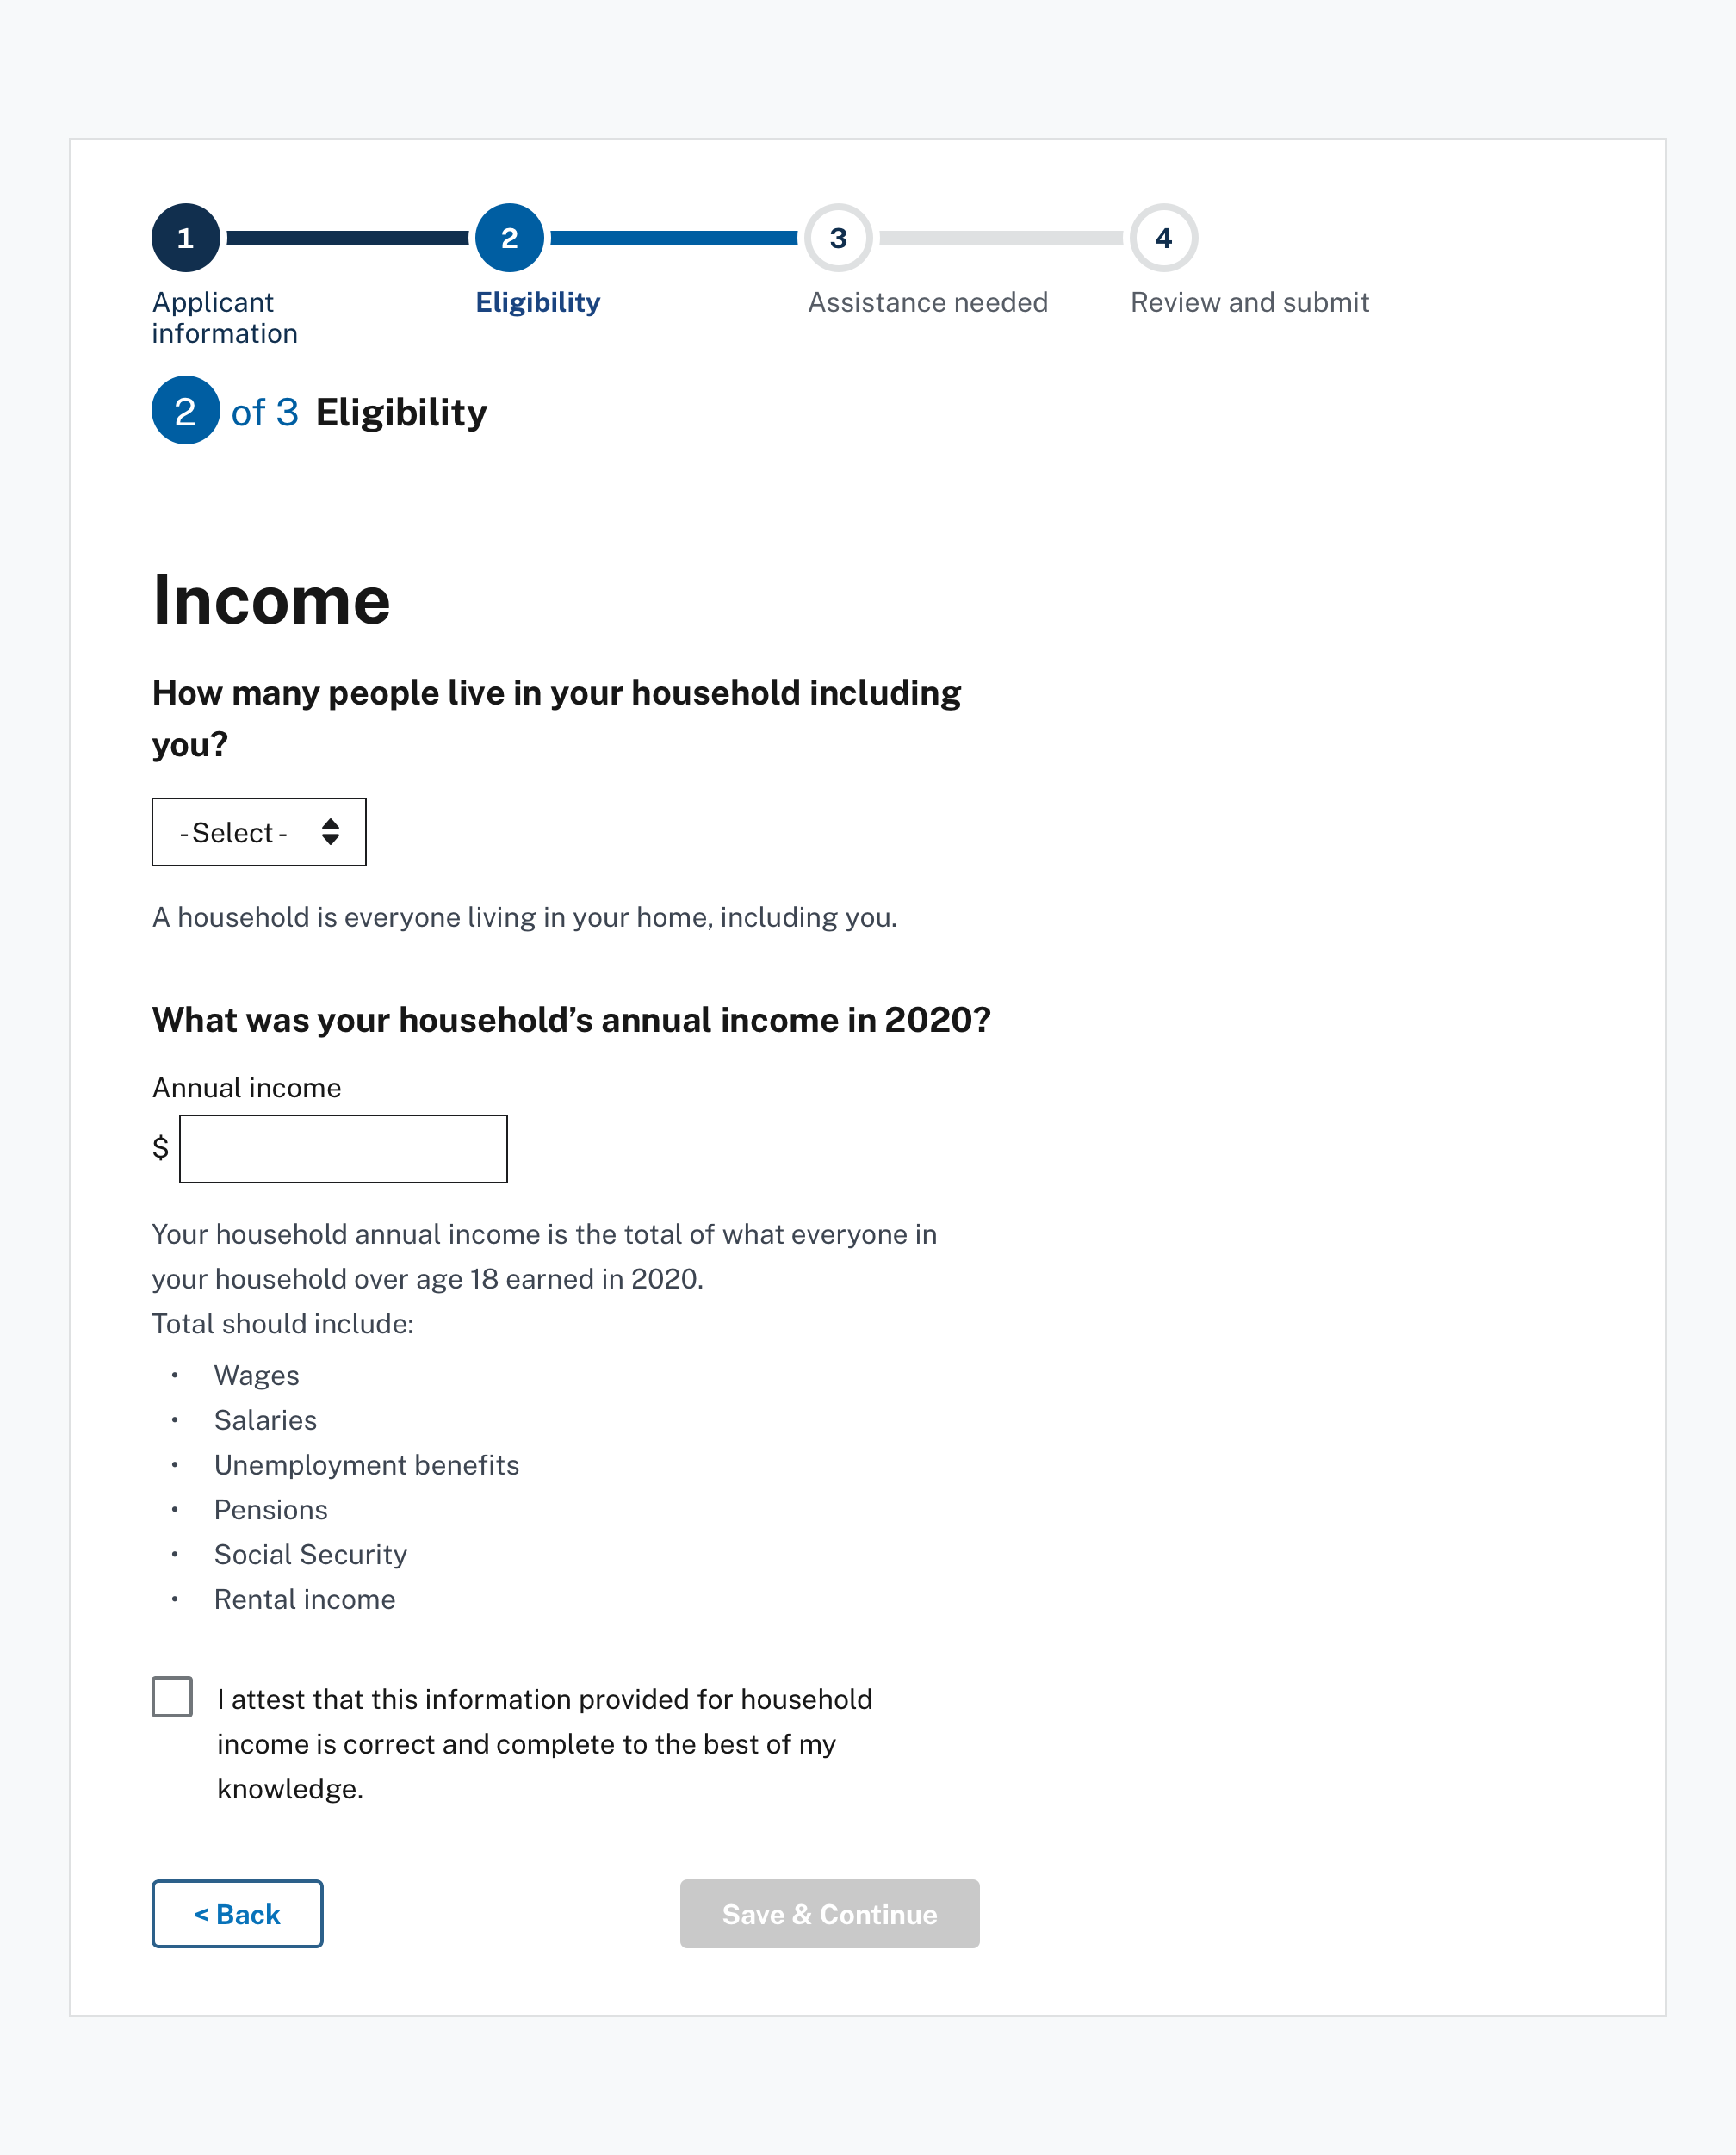 1 2 3 4
Applicant information
Eligibility
Assistance needed
Review and submit
2 of 3 Eligibility
Income
How many people live in your household including
you?
- Select -
A household is everyone living in your home, including you.
What was your household’s annual income in 2020?
Annual income
$
Your household annual income is the total of what everyone in
your household over age 18 earned in 2020.
Total should include:
• Wages
• Salaries
• Unemployment benefits
• Pensions
• Social Security
• Rental income
I attest that this information provided for household
income is correct and complete to the best of my
knowledge.
< Back
Save & Continue